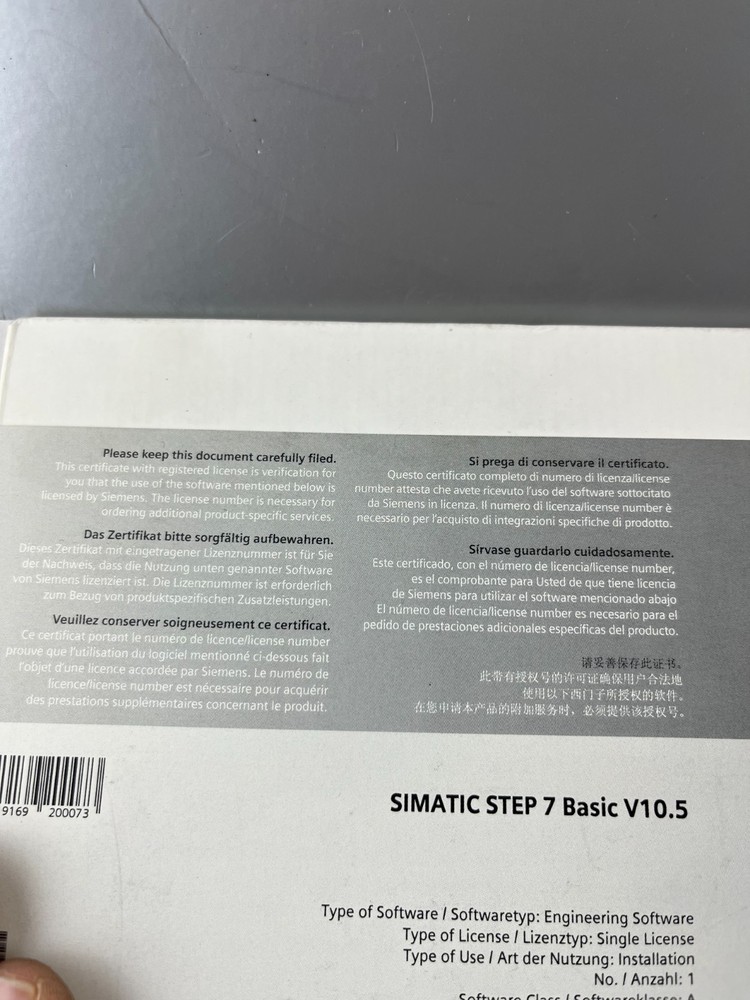 Please keep this document carefully filed.
This certificate with registered license is verification for
you that the use of the software mentioned below is
licensed by Siemens. The license number is necessary for
ordering additional product-specific services.
Das Zertifikat bitte sorgfältig aufbewahren.
Dieses Zertifikat mit eingetragener Lizenznummer ist für Sie
der Nachweis, dass die Nutzung unten genannter Software
von Siemens lizenziert ist. Die Lizenznummer ist erforderlich
zum Bezug von produktspezifischen Zusatzleistungen.
Veuillez conserver soigneusement ce certificat.
Ce certificat portant le numéro de licence/license number
prouve que l'utilisation du logiciel mentionné ci-dessous fait
l'objet d'une licence accordée par Siemens. Le numéro de
licence/license number est nécessaire pour acquérir
des prestations supplémentaires concernant le produit.
Si prega di conservare il certificato.
Questo certificato completo di numero di licenza/license
number attesta che avete ricevuto l'uso del software sottocitato
da Siemens in licenza. Il numero di licenza/license number è
necessario per l'acquisto di integrazioni specifiche di prodotto.
Sírvase guardarlo cuidadosamente.
Este certificado, con el número de licencia/license number,
es el comprobante para Usted de que tiene licencia
de Siemens para utilizar el software mencionado abajo
El número de licencia/license number es necesario para el
pedido de prestaciones adicionales específicas del producto.
请妥善保存此证书。
此带有授权号的许可证确保用户合法地
使用以下西门子所授权的软件。
在您申请本产品的附加服务时，必须提供该授权号。
9169 200073
SIMATIC STEP 7 Basic V10.5
Type of Software / Softwaretyp: Engineering Software
Type of License / Lizenztyp: Single License
Type of Use / Art der Nutzung: Installation
No. / Anzahl: 1
Software Class / Softwareklasse: A